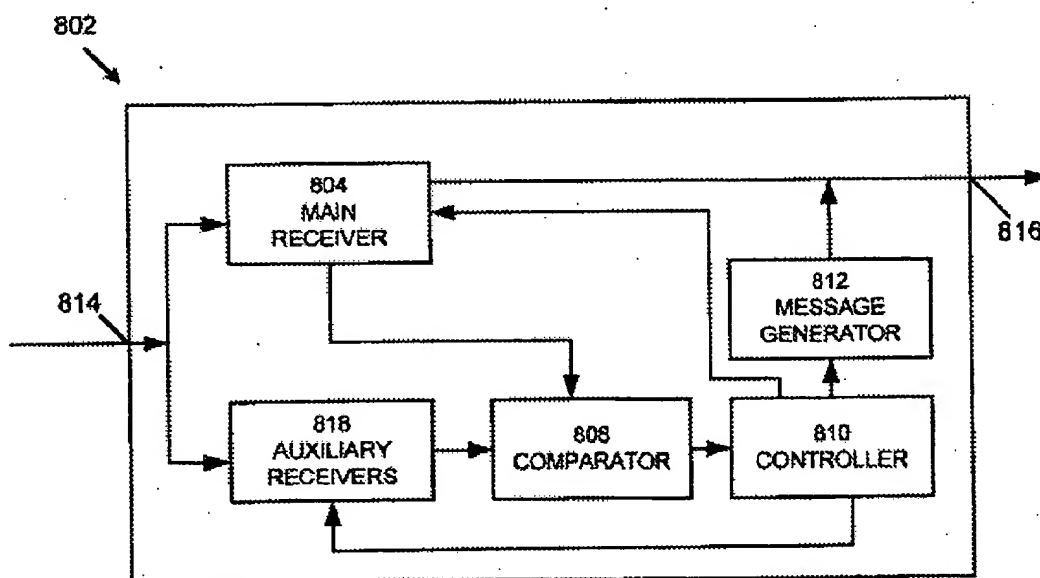 802
804
MAIN
RECEIVER
816
812
MESSAGE
GENERATOR
814
818
AUXILIARY
RECEIVERS
808
COMPARATOR
810
CONTROLLER